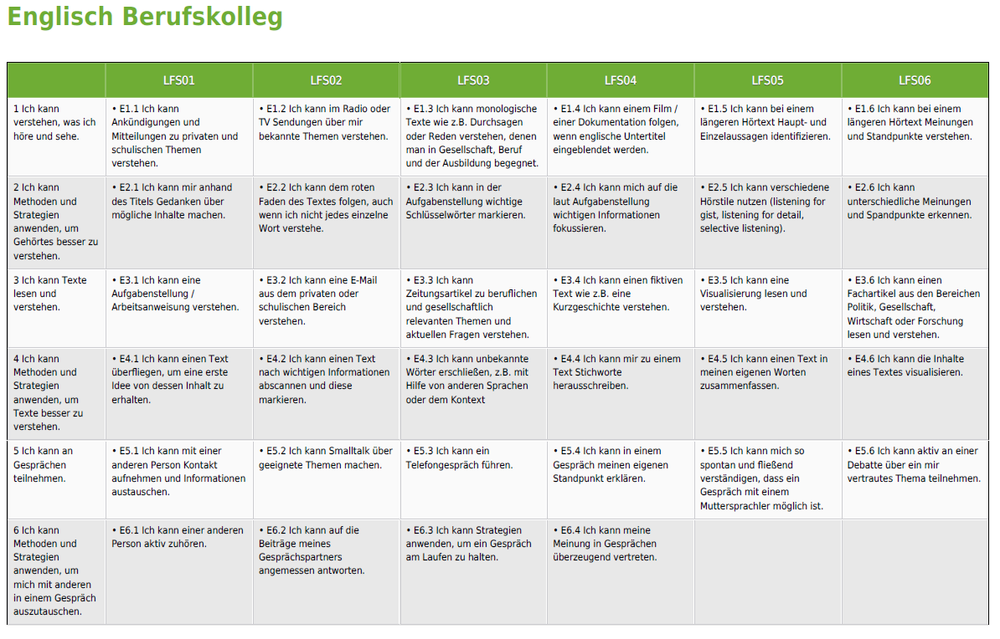 Englisch Berufskolleg
LFS01
LFS02
LFS03
LFS04
LFS05
LFS06
1 Ich kann
verstehen, was ich
höre und sehe.
• E1.1 Ich kann
Ankündigungen und
Mitteilungen zu privaten und
schulischen Themen
verstehen.
• E1.2 Ich kann im Radio oder
TV Sendungen über mir
bekannte Themen verstehen.
• E1.3 Ich kann monologische
Texte wie z.B. Durchsagen
oder Reden verstehen, denen
man in Gesellschaft, Beruf
und der Ausbildung begegnet.
• E1.4 Ich kann einem Film /
einer Dokumentation folgen,
wenn englische Untertitel
eingeblendet werden.
• E1.5 Ich kann bei einem
längeren Hörtext Haupt- und
Einzelaussagen identifizieren.
• E1.6 Ich kann bei einem
längeren Hörtext Meinungen
und Standpunkte verstehen.
2 Ich kann
Methoden und
Strategien
anwenden, um
Gehörtes besser zu
verstehen.
• E2.1 Ich kann mir anhand
des Titels Gedanken über
mögliche Inhalte machen.
• E2.2 Ich kann dem roten
Faden des Textes folgen, auch
wenn ich nicht jedes einzelne
Wort verstehe.
• E2.3 Ich kann in der
Aufgabenstellung wichtige
Schlüsselwörter markieren.
• E2.4 Ich kann mich auf die
laut Aufgabenstellung
wichtigen Informationen
fokussieren.
• E2.5 Ich kann verschiedene
Hörstile nutzen (listening for
gist, listening for detail,
selective listening).
• E2.6 Ich kann
unterschiedliche Meinungen
und Spandpunkte erkennen.
3 Ich kann Texte
lesen und
verstehen.
• E3.1 Ich kann eine
Aufgabenstellung /
Arbeitsanweisung verstehen.
• E3.2 Ich kann eine E-Mail
aus dem privaten oder
schulischen Bereich
verstehen.
• E3.3 Ich kann
Zeitungsartikel zu beruflichen
und gesellschaftlich
relevanten Themen und
aktuellen Fragen verstehen.
• E3.4 Ich kann einen fiktiven
Text wie z.B. eine
Kurzgeschichte verstehen.
• E3.5 Ich kann eine
Visualisierung lesen und
verstehen.
• E3.6 Ich kann einen
Fachartikel aus den Bereichen
Politik, Gesellschaft,
Wirtschaft oder Forschung
lesen und verstehen.
4 Ich kann
Methoden und
Strategien
anwenden, um
Texte besser zu
verstehen.
• E4.1 Ich kann einen Text
überfliegen, um eine erste
Idee von dessen Inhalt zu
erhalten.
• E4.2 Ich kann einen Text
nach wichtigen Informationen
abscannen und diese
markieren.
• E4.3 Ich kann unbekannte
Wörter erschließen, z.B. mit
Hilfe von anderen Sprachen
oder dem Kontext
• E4.4 Ich kann mir zu einem
Text Stichworte
herausschreiben.
• E4.5 Ich kann einen Text in
meinen eigenen Worten
zusammenfassen.
• E4.6 Ich kann die Inhalte
eines Textes visualisieren.
5 Ich kann an
Gesprächen
teilnehmen.
• E5.1 Ich kann mit einer
anderen Person Kontakt
aufnehmen und Informationen
austauschen.
• E5.2 Ich kann Smalltalk über
geeignete Themen machen.
• E5.3 Ich kann ein
Telefongespräch führen.
• E5.4 Ich kann in einem
Gespräch meinen eigenen
Standpunkt erklären.
• E5.5 Ich kann mich so
spontan und fließend
verständigen, dass ein
Gespräch mit einem
Muttersprachler möglich ist.
• E5.6 Ich kann aktiv an einer
Debatte über ein mir
vertrautes Thema teilnehmen.
6 Ich kann
Methoden und
Strategien
anwenden, um
mich mit anderen
in einem Gespräch
auszutauschen.
• E6.1 Ich kann einer anderen
Person aktiv zuhören.
• E6.2 Ich kann auf die
Beiträge meines
Gesprächspartners
angemessen antworten.
• E6.3 Ich kann Strategien
anwenden, um ein Gespräch
am Laufen zu halten.
• E6.4 Ich kann meine
Meinung in Gesprächen
überzeugend vertreten.